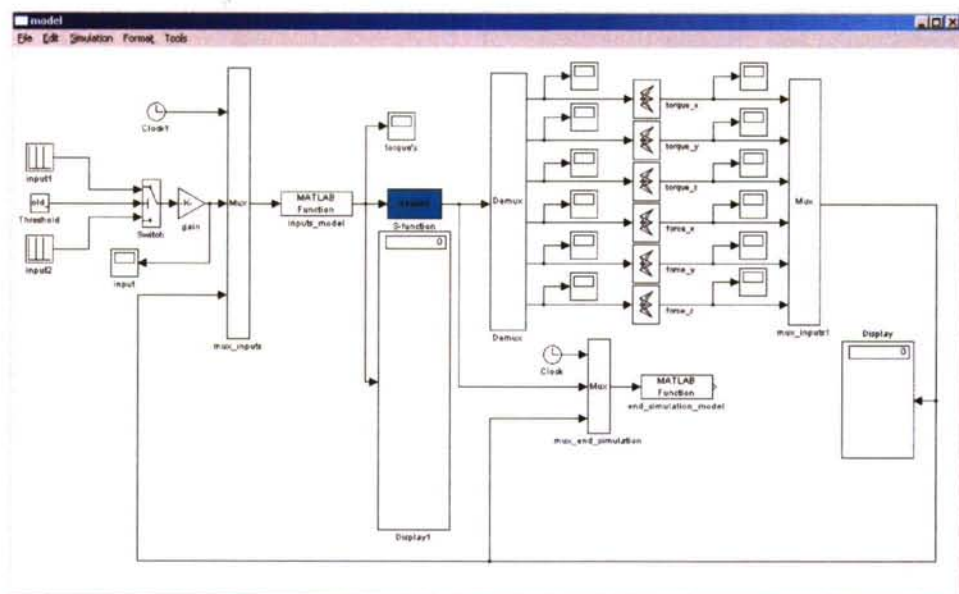 model
File Edit Simulation Format Tools
Clock1
torque's
torque_x
torque_y
torque_z
force_x
force_y
force_z
input1
Threshold
input2
Switch
gain
input
Mux
mux_inputs
MATLAB
Function
inputs_model
S-function
0
Display1
Demux
Demux
Mux
mux_inputs1
Clock
Mux
mux_end_simulation
MATLAB
Function
end_simulation_model
Display
0